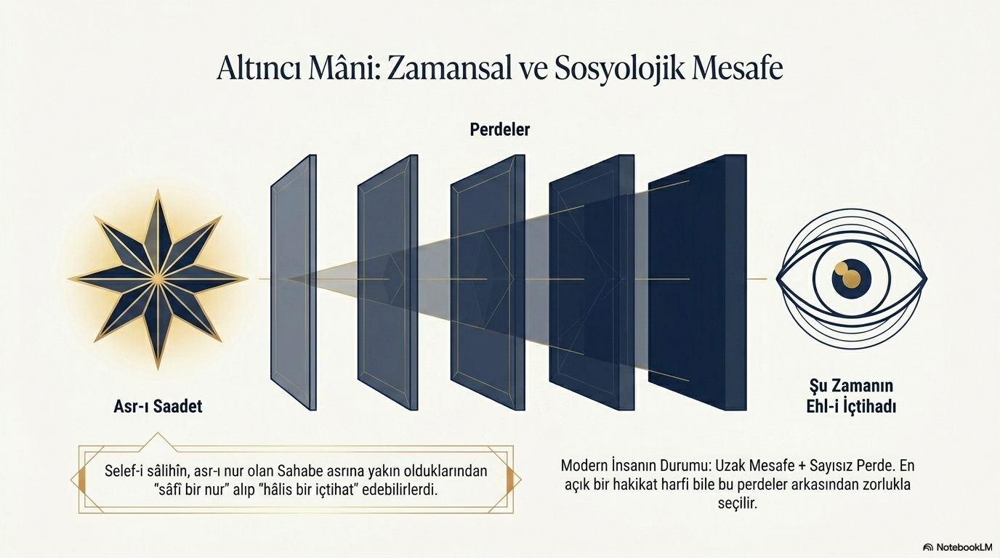 Altıncı Mâni: Zamansal ve Sosyolojik Mesafe
Perdeler
Asr-ı Saadet
Şu Zamanın
Ehl-i İçtihadı
Selef-i sâlihîn, asr-ı nur olan Sahabe asrına yakın olduklarından
“sâfî bir nur” alıp “hâlis bir içtihat” edebilirlerdi.
Modern İnsanın Durumu: Uzak Mesafe + Sayısız Perde. En
açık bir hakikat harfi bile bu perdeler arkasından zorlukla
seçilir.
NotebookLM